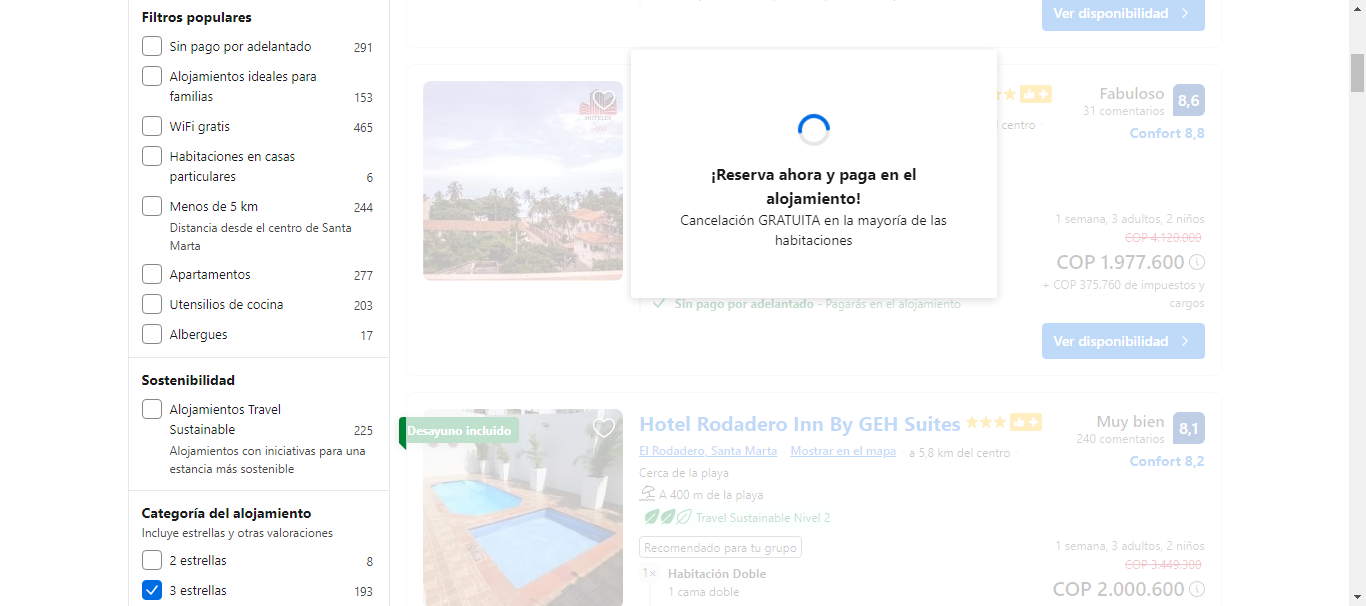 Filtros populares
Sin pago por adelantado 291
Alojamientos ideales para
familias 153
WiFi gratis 465
Habitaciones en casas
particulares 6
Menos de 5 km 244
Distancia desde el centro de Santa
Marta
Apartamentos 277
Utensilios de cocina 203
Albergues 17
Sostenibilidad
Alojamientos Travel
Sustainable 225
Alojamientos con iniciativas para una
estancia más sostenible
Categoría del alojamiento
Incluye estrellas y otras valoraciones
2 estrellas 8
3 estrellas 193
Ver disponibilidad
HOTELES
¡Reserva ahora y paga en el
alojamiento!
Cancelación GRATUITA en la mayoría de las
habitaciones
centro
Fabuloso 8,6
31 comentarios
Confort 8,8
1 semana, 3 adultos, 2 niños
COP 4.120.000
COP 1.977.600
+ COP 375.760 de impuestos y
cargos
Sin pago por adelantado - Pagarás en el alojamiento
Ver disponibilidad
Desayuno incluido
Hotel Rodadero Inn By GEH Suites
El Rodadero, Santa Marta Mostrar en el mapa a 5,8 km del centro
Cerca de la playa
A 400 m de la playa
Travel Sustainable Nivel 2
Recomendado para tu grupo
1× Habitación Doble
1 cama doble
Muy bien 8,1
240 comentarios
Confort 8,2
1 semana, 3 adultos, 2 niños
COP 3.449.300
COP 2.000.600